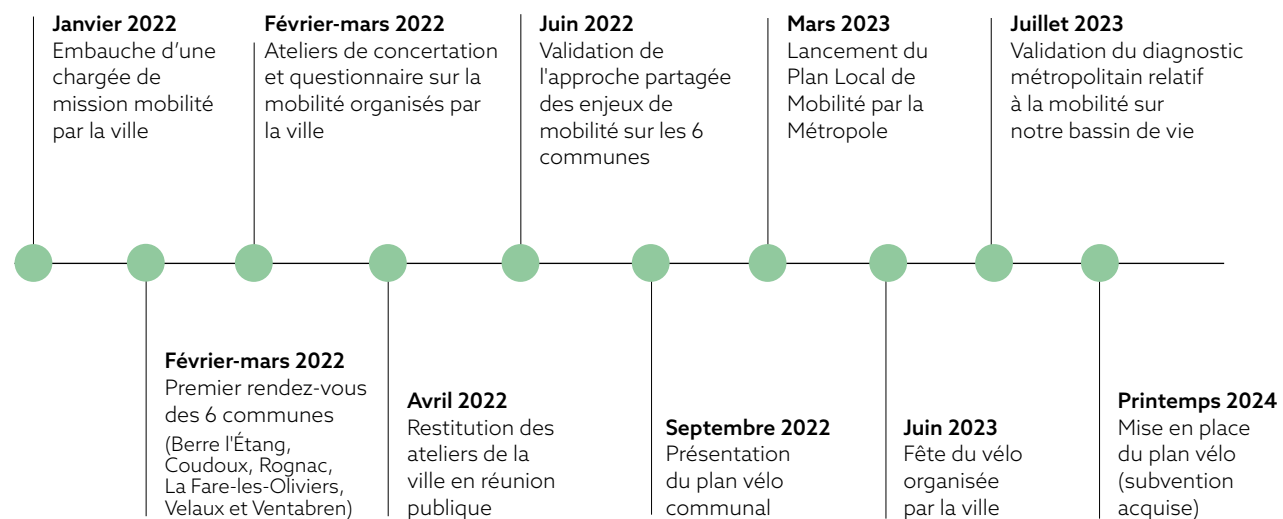 Janvier 2022
Embauche d’une
chargée de
mission mobilité
par la ville
Février-mars 2022
Ateliers de concertation
et questionnaire sur la
mobilité organisés par
la ville
Juin 2022
Validation de
l'approche partagée
des enjeux de
mobilité sur les 6
communes
Mars 2023
Lancement du
Plan Local de
Mobilité par la
Métropole
Juillet 2023
Validation du diagnostic
métropolitain relatif
à la mobilité sur
notre bassin de vie
Février-mars 2022
Premier rendez-vous
des 6 communes
(Berre l'Étang,
Coudoux, Rognac,
La Fare-les-Oliviers,
Velaux et Ventabren)
Avril 2022
Restitution des
ateliers de la
ville en réunion
publique
Septembre 2022
Présentation
du plan vélo
communal
Juin 2023
Fête du vélo
organisée
par la ville
Printemps 2024
Mise en place
du plan vélo
(subvention
acquise)